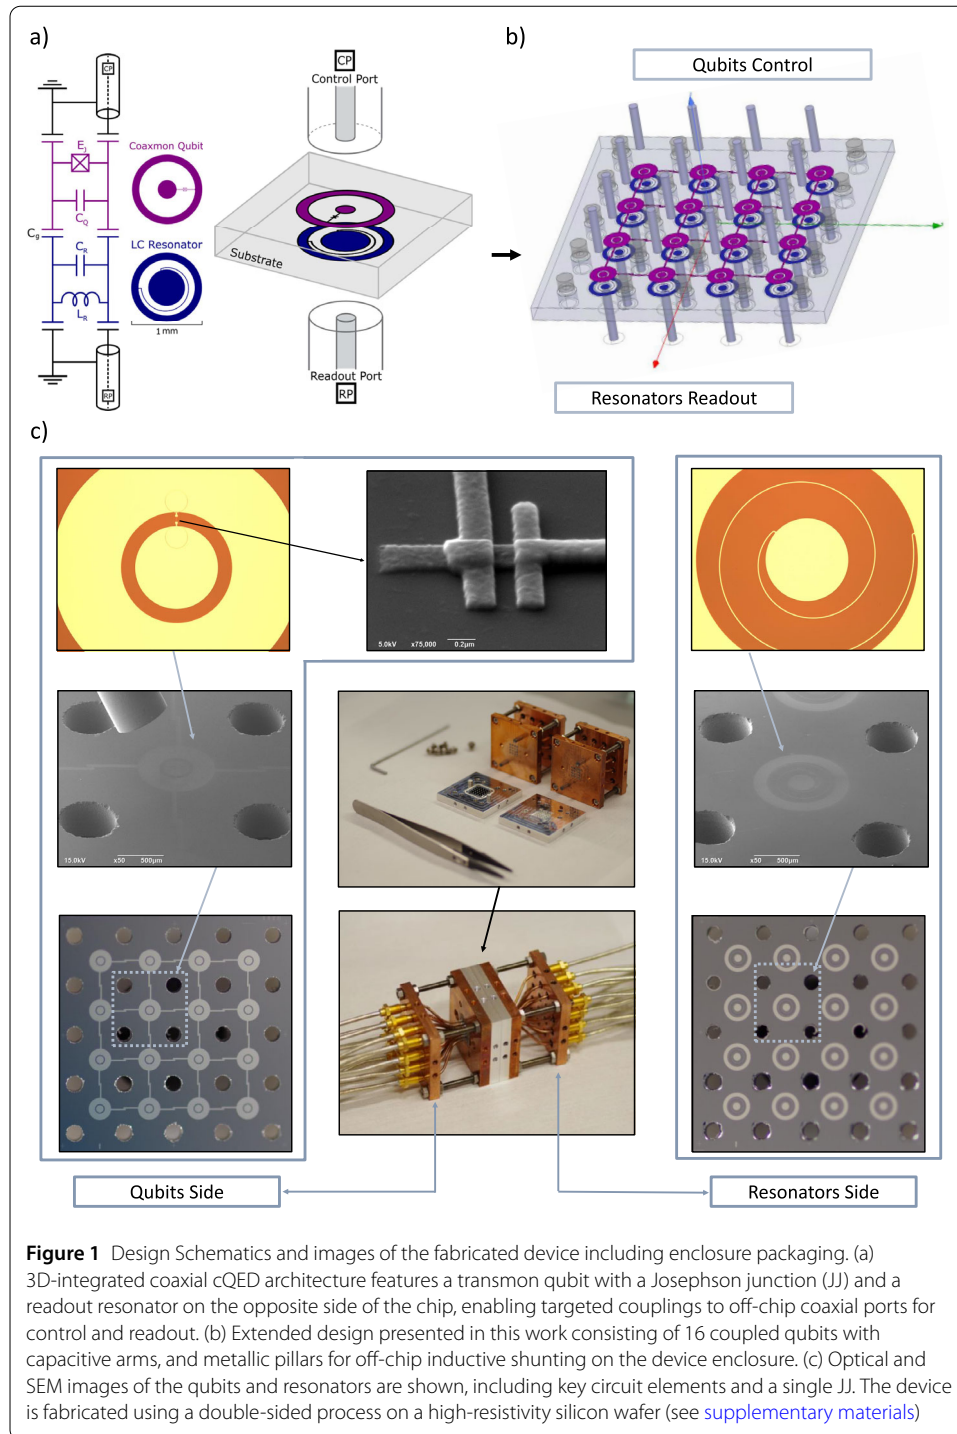 a)
CP
CP
Control Port
E_J
Coaxmon Qubit
C_Q
C_g
C_R
LC Resonator
L_R
1 mm
RP
Substrate
Readout Port
RP
b)
Qubits Control
Resonators Readout
c)
5.0kV x75,000 0.2µm
15.0kV x50 500µm
15.0kV x50 500µm
Qubits Side
Resonators Side
Figure 1 Design Schematics and images of the fabricated device including enclosure packaging. (a)
3D-integrated coaxial cQED architecture features a transmon qubit with a Josephson junction (JJ) and a
readout resonator on the opposite side of the chip, enabling targeted couplings to off-chip coaxial ports for
control and readout. (b) Extended design presented in this work consisting of 16 coupled qubits with
capacitive arms, and metallic pillars for off-chip inductive shunting on the device enclosure. (c) Optical and
SEM images of the qubits and resonators are shown, including key circuit elements and a single JJ. The device
is fabricated using a double-sided process on a high-resistivity silicon wafer (see supplementary materials)